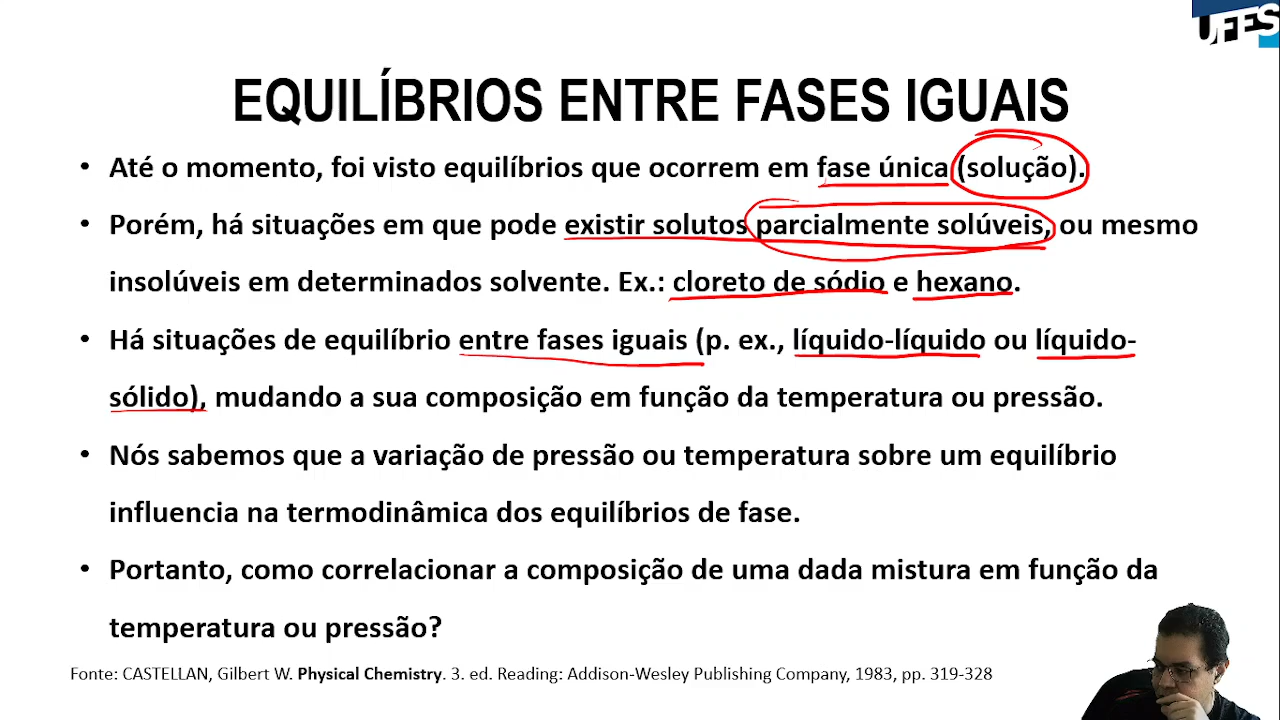 UFES
EQUILÍBRIOS ENTRE FASES IGUAIS
• Até o momento, foi visto equilíbrios que ocorrem em fase única (solução).
• Porém, há situações em que pode existir solutos parcialmente solúveis, ou mesmo
insolúveis em determinados solvente. Ex.: cloreto de sódio e hexano.
• Há situações de equilíbrio entre fases iguais (p. ex., líquido-líquido ou líquido-
sólido), mudando a sua composição em função da temperatura ou pressão.
• Nós sabemos que a variação de pressão ou temperatura sobre um equilíbrio
influencia na termodinâmica dos equilíbrios de fase.
• Portanto, como correlacionar a composição de uma dada mistura em função da
temperatura ou pressão?
Fonte: CASTELLAN, Gilbert W. Physical Chemistry. 3. ed. Reading: Addison-Wesley Publishing Company, 1983, pp. 319-328